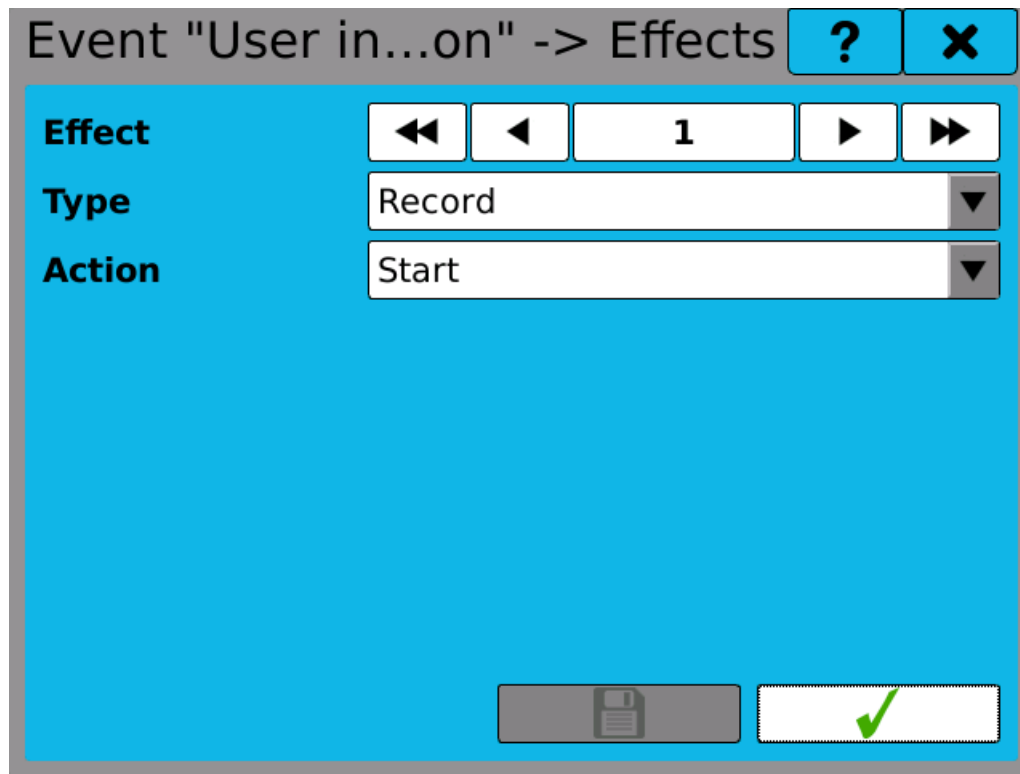 Event "User in...on" -> Effects ?
Effect 1
Type Record
Action Start